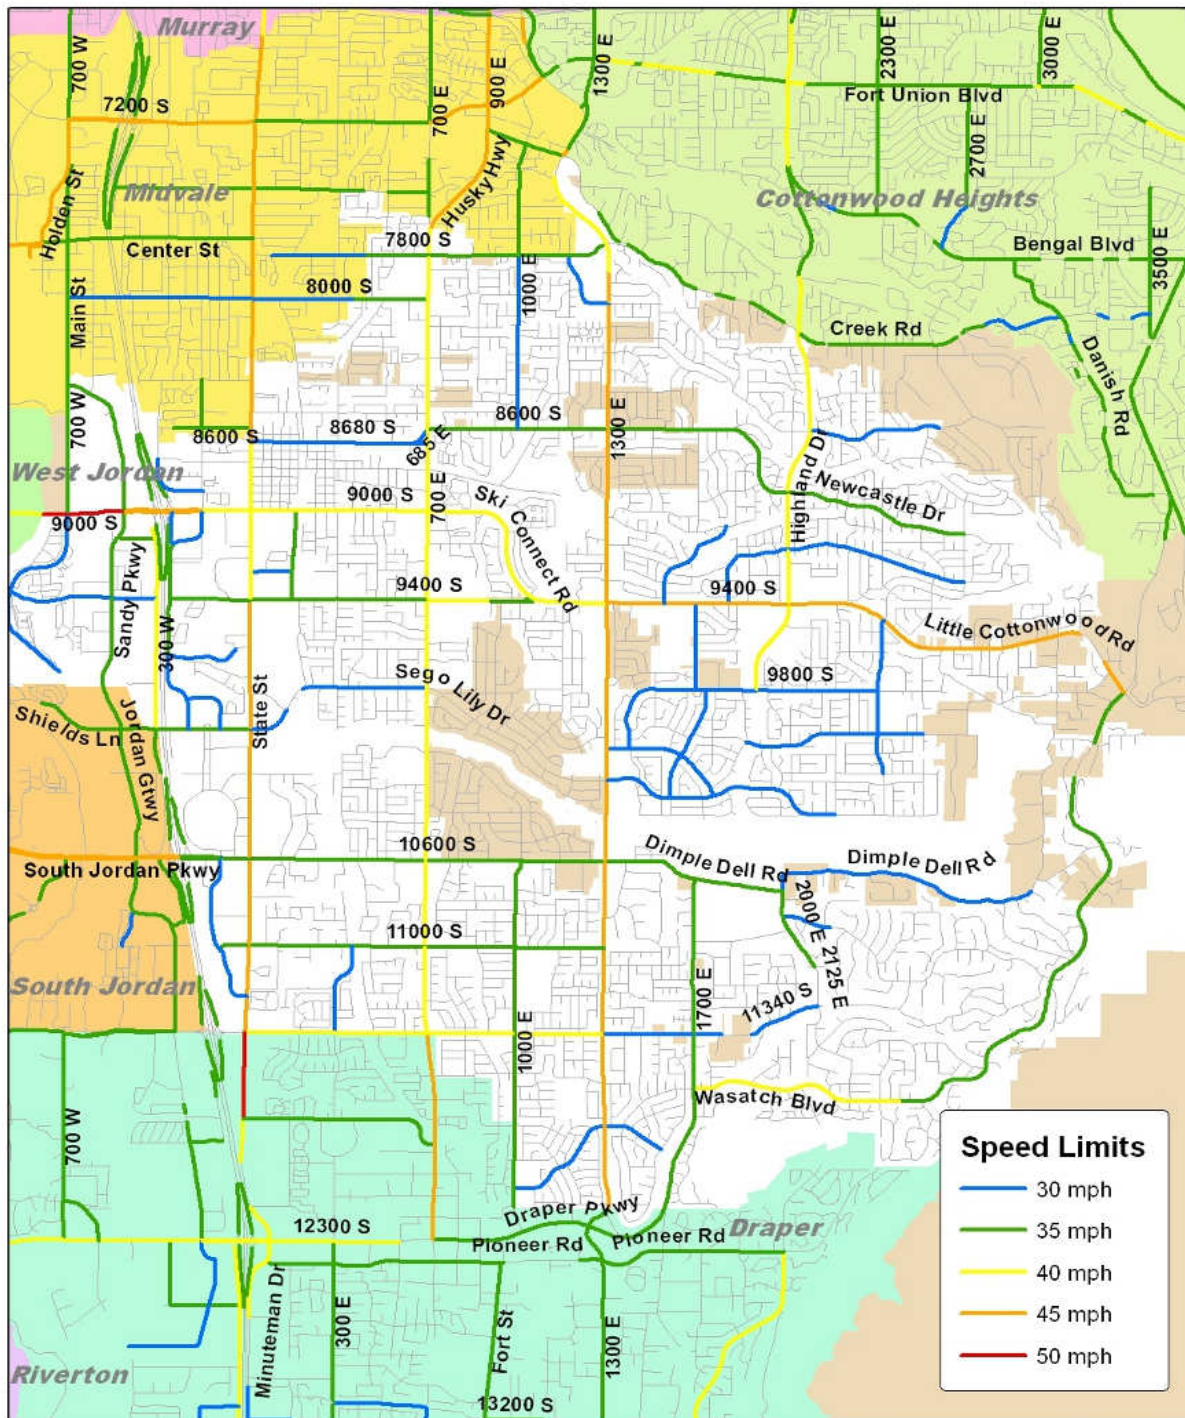 Murray
700 W
7200 S
700 E
900 E
1300 E
2300 E
3000 E
Fort Union Blvd
2700 E
Holden St
Midvale
Husky Hwy
Cottonwood Heights
Center St
7800 S
Bengal Blvd
3500 E
Main St
8000 S
1000 E
Creek Rd
Danish Rd
700 W
8600 S
8680 S
685 E
8600 S
1300 E
Highland Dr
West Jordan
9000 S
9000 S
700 E
Ski Connect Rd
Newcastle Dr
Sandy Pkwy
300 W
9400 S
9400 S
Little Cottonwood Rd
Sego Lily Dr
9800 S
Shields Ln
Jordan Gtwy
State St
South Jordan Pkwy
10600 S
Dimple Dell Rd
Dimple Dell Rd
2000 E
2125 E
11000 S
South Jordan
1700 E
11340 S
1000 E
Wasatch Blvd
700 W
12300 S
Draper Pkwy
Pioneer Rd
Pioneer Rd
Draper
Minuteman Dr
300 E
Fort St
1300 E
Riverton
13200 S
Speed Limits
30 mph
35 mph
40 mph
45 mph
50 mph